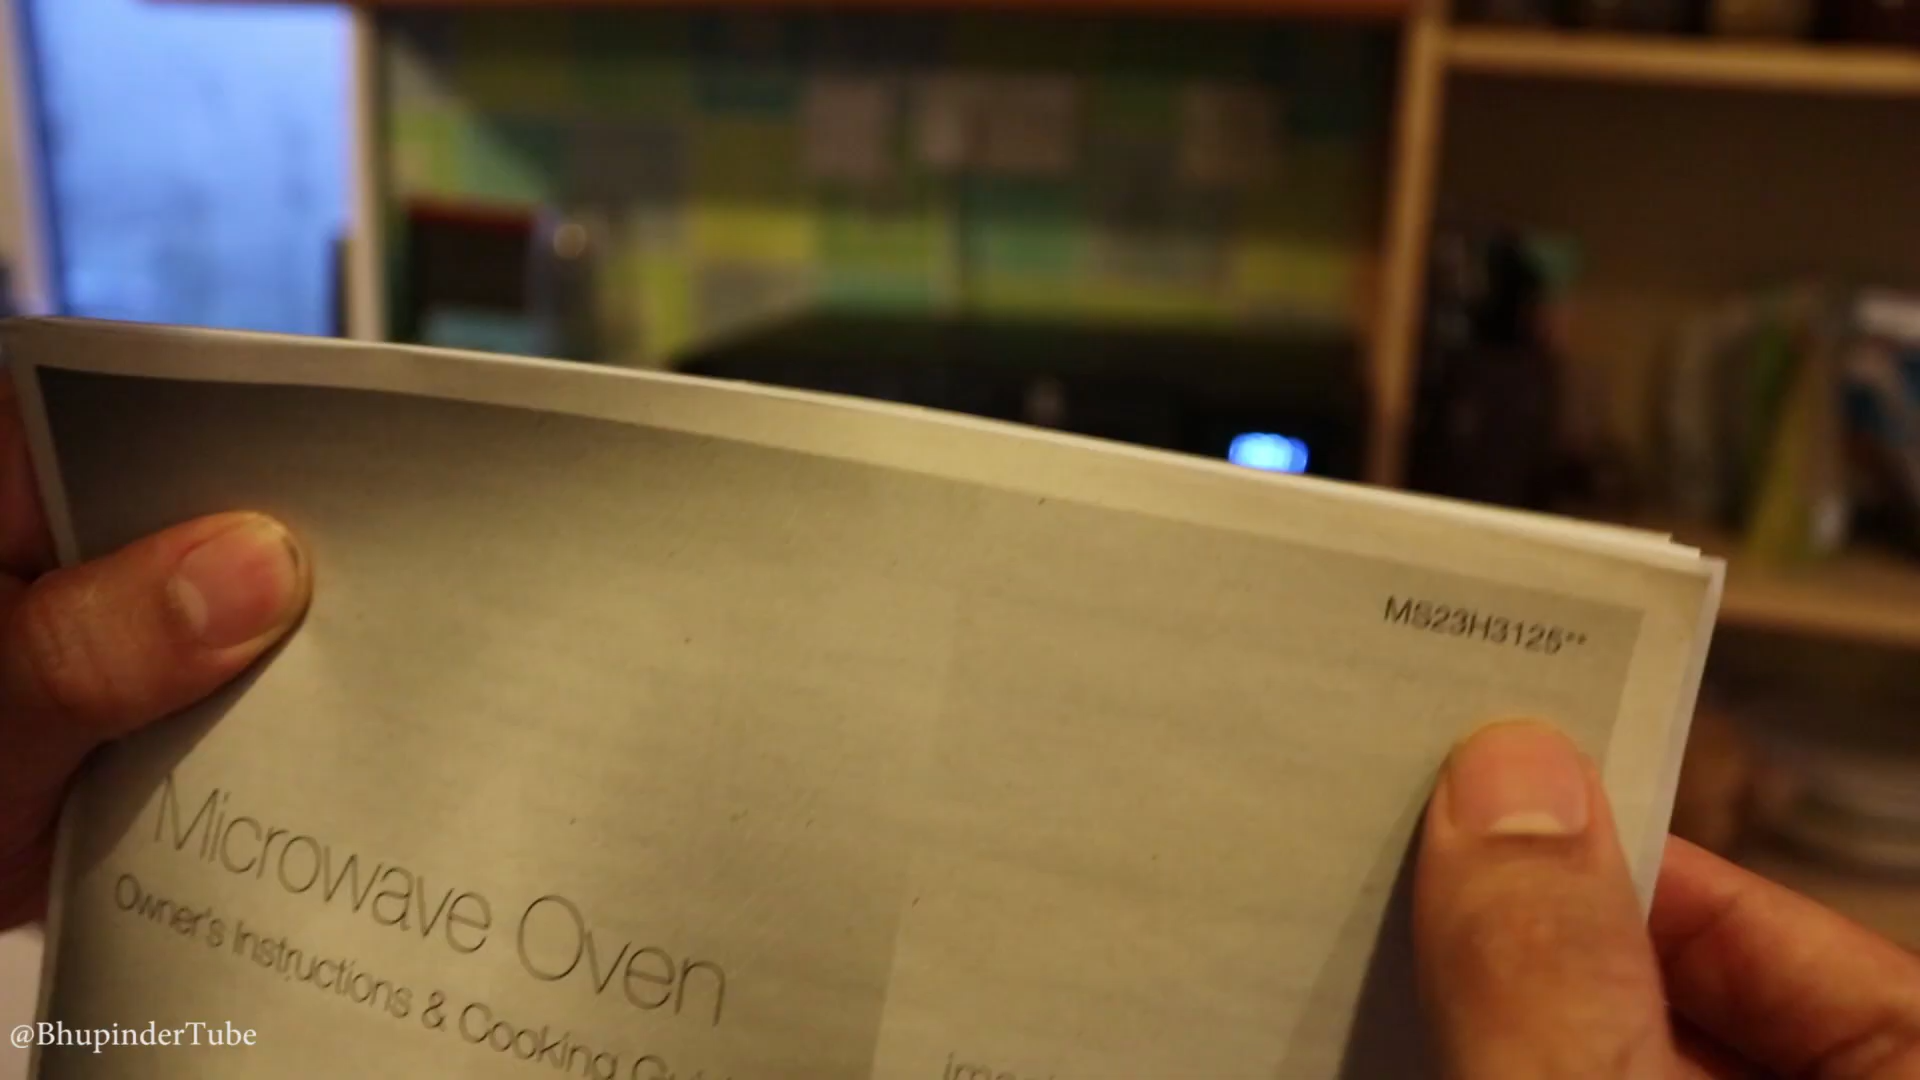 MS23H3125**
Microwave Oven
Owner's Instructions & Cooking
@BhupinderTube